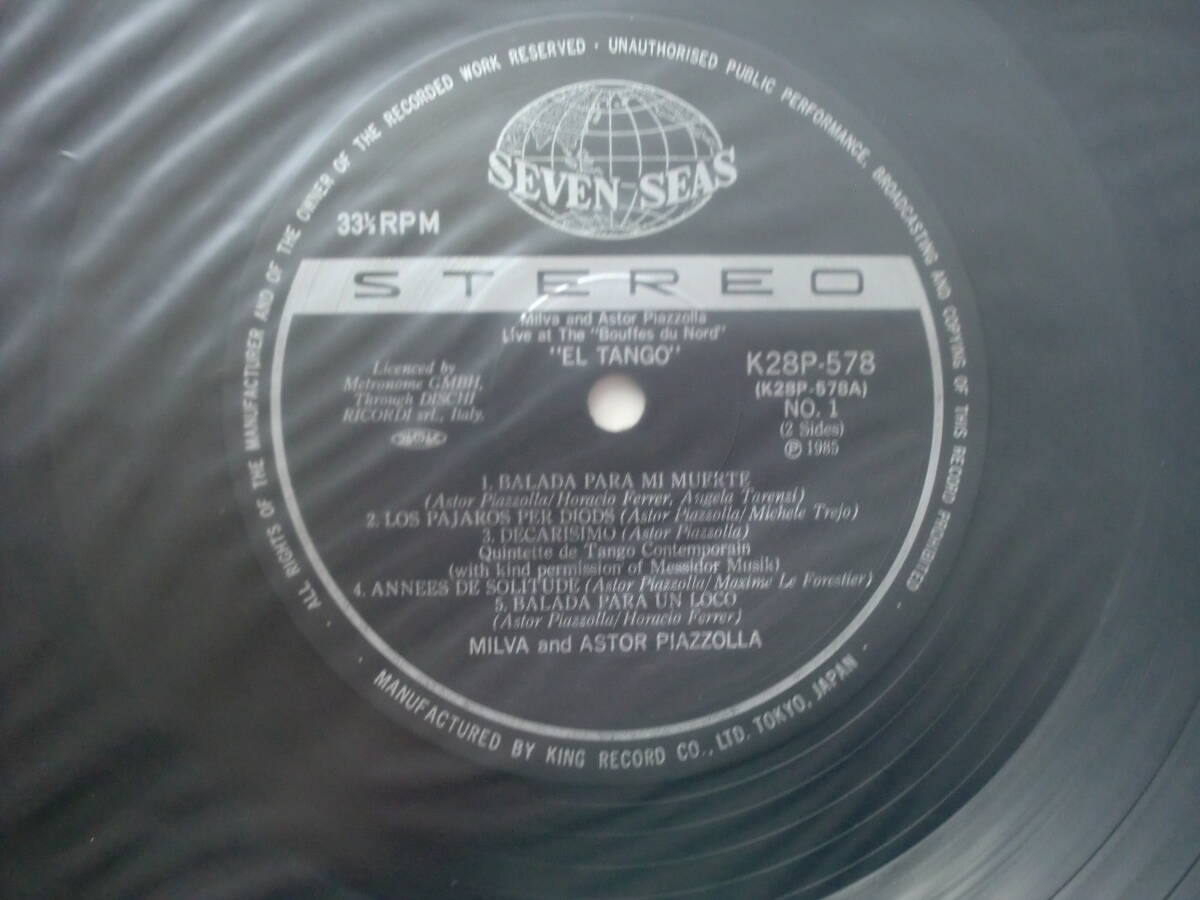 ALL RIGHTS OF THE MANUFACTURER AND OF THE OWNER OF THE RECORDED WORK RESERVED · UNAUTHORISED PUBLIC PERFORMANCE, BROADCASTING AND COPYING OF THIS RECORD PROHIBITED ·
SEVEN SEAS
33⅓RPM
STEREO
Milva and Astor Piazzolla
Live at The "Bouffes du Nord"
"EL TANGO"
Licenced by
Metronome GMBH,
Through DISCHI
RICORDI srl., Italy.
K28P-578
(K28P-578A)
NO. 1
(2 Sides)
Ⓟ 1985
1. BALADA PARA MI MUERTE
(Astor Piazzolla/Horacio Ferrer, Angela Tarenzi)
2. LOS PAJAROS PER DIODS (Astor Piazzolla/Michele Trejo)
3. DECARISIMO (Astor Piazzolla)
Quintette de Tango Contemporain
(with kind permission of Messidor Musik)
4. ANNEES DE SOLITUDE (Astor Piazzolla/Maxime Le Forestier)
5. BALADA PARA UN LOCO
(Astor Piazzolla/Horacio Ferrer)
MILVA and ASTOR PIAZZOLLA
· MANUFACTURED BY KING RECORD CO., LTD. TOKYO, JAPAN ·